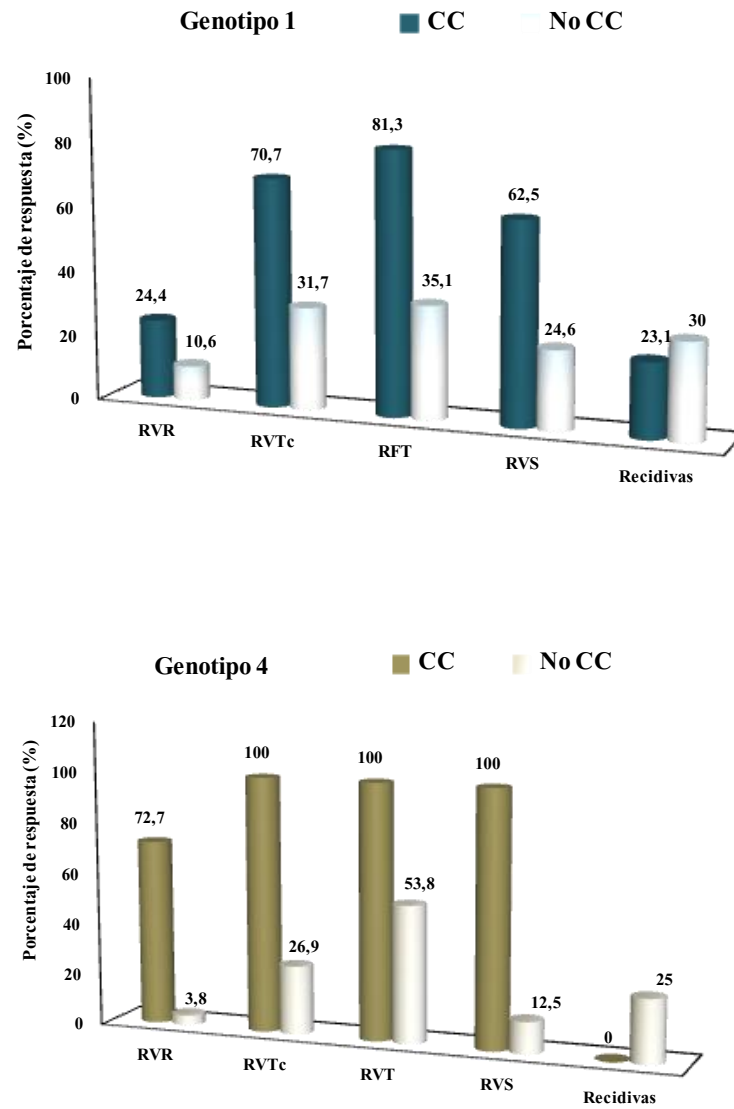 Genotipo 1 CC No CC
Porcentaje de respuesta (%)
100
80
60
40
20
0
24,4
10,6
70,7
31,7
81,3
35,1
62,5
24,6
23,1
30
RVR
RVTc
RFT
RVS
Recidivas
Genotipo 4 CC No CC
Porcentaje de respuesta (%)
120
100
80
60
40
20
0
72,7
3,8
100
26,9
100
53,8
100
12,5
0
25
RVR
RVTc
RVT
RVS
Recidivas